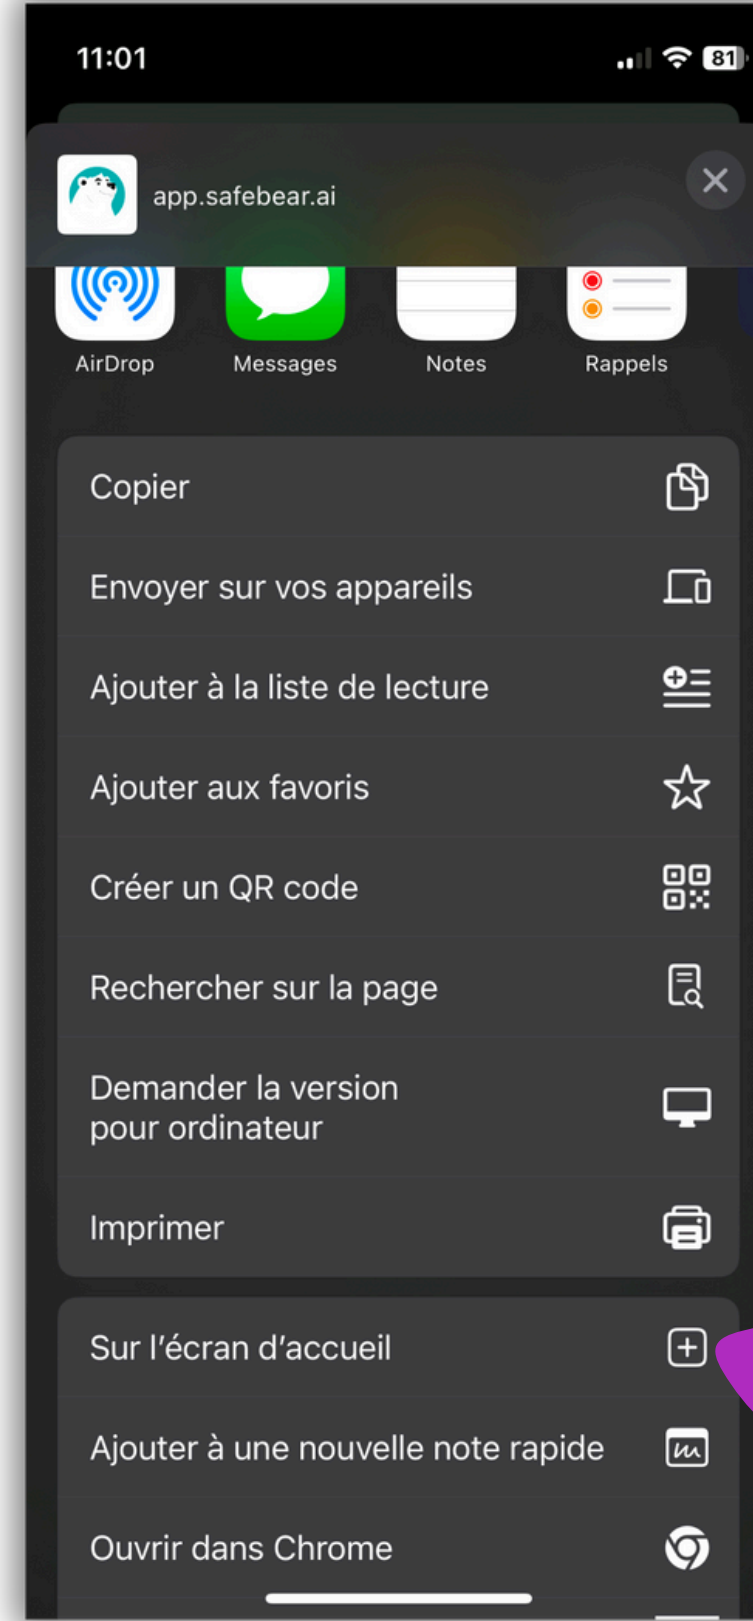 11:01
81
app.safebear.ai
AirDrop
Messages
Notes
Rappels
Copier
Envoyer sur vos appareils
Ajouter à la liste de lecture
Ajouter aux favoris
Créer un QR code
Rechercher sur la page
Demander la version
pour ordinateur
Imprimer
Sur l’écran d’accueil
Ajouter à une nouvelle note rapide
Ouvrir dans Chrome